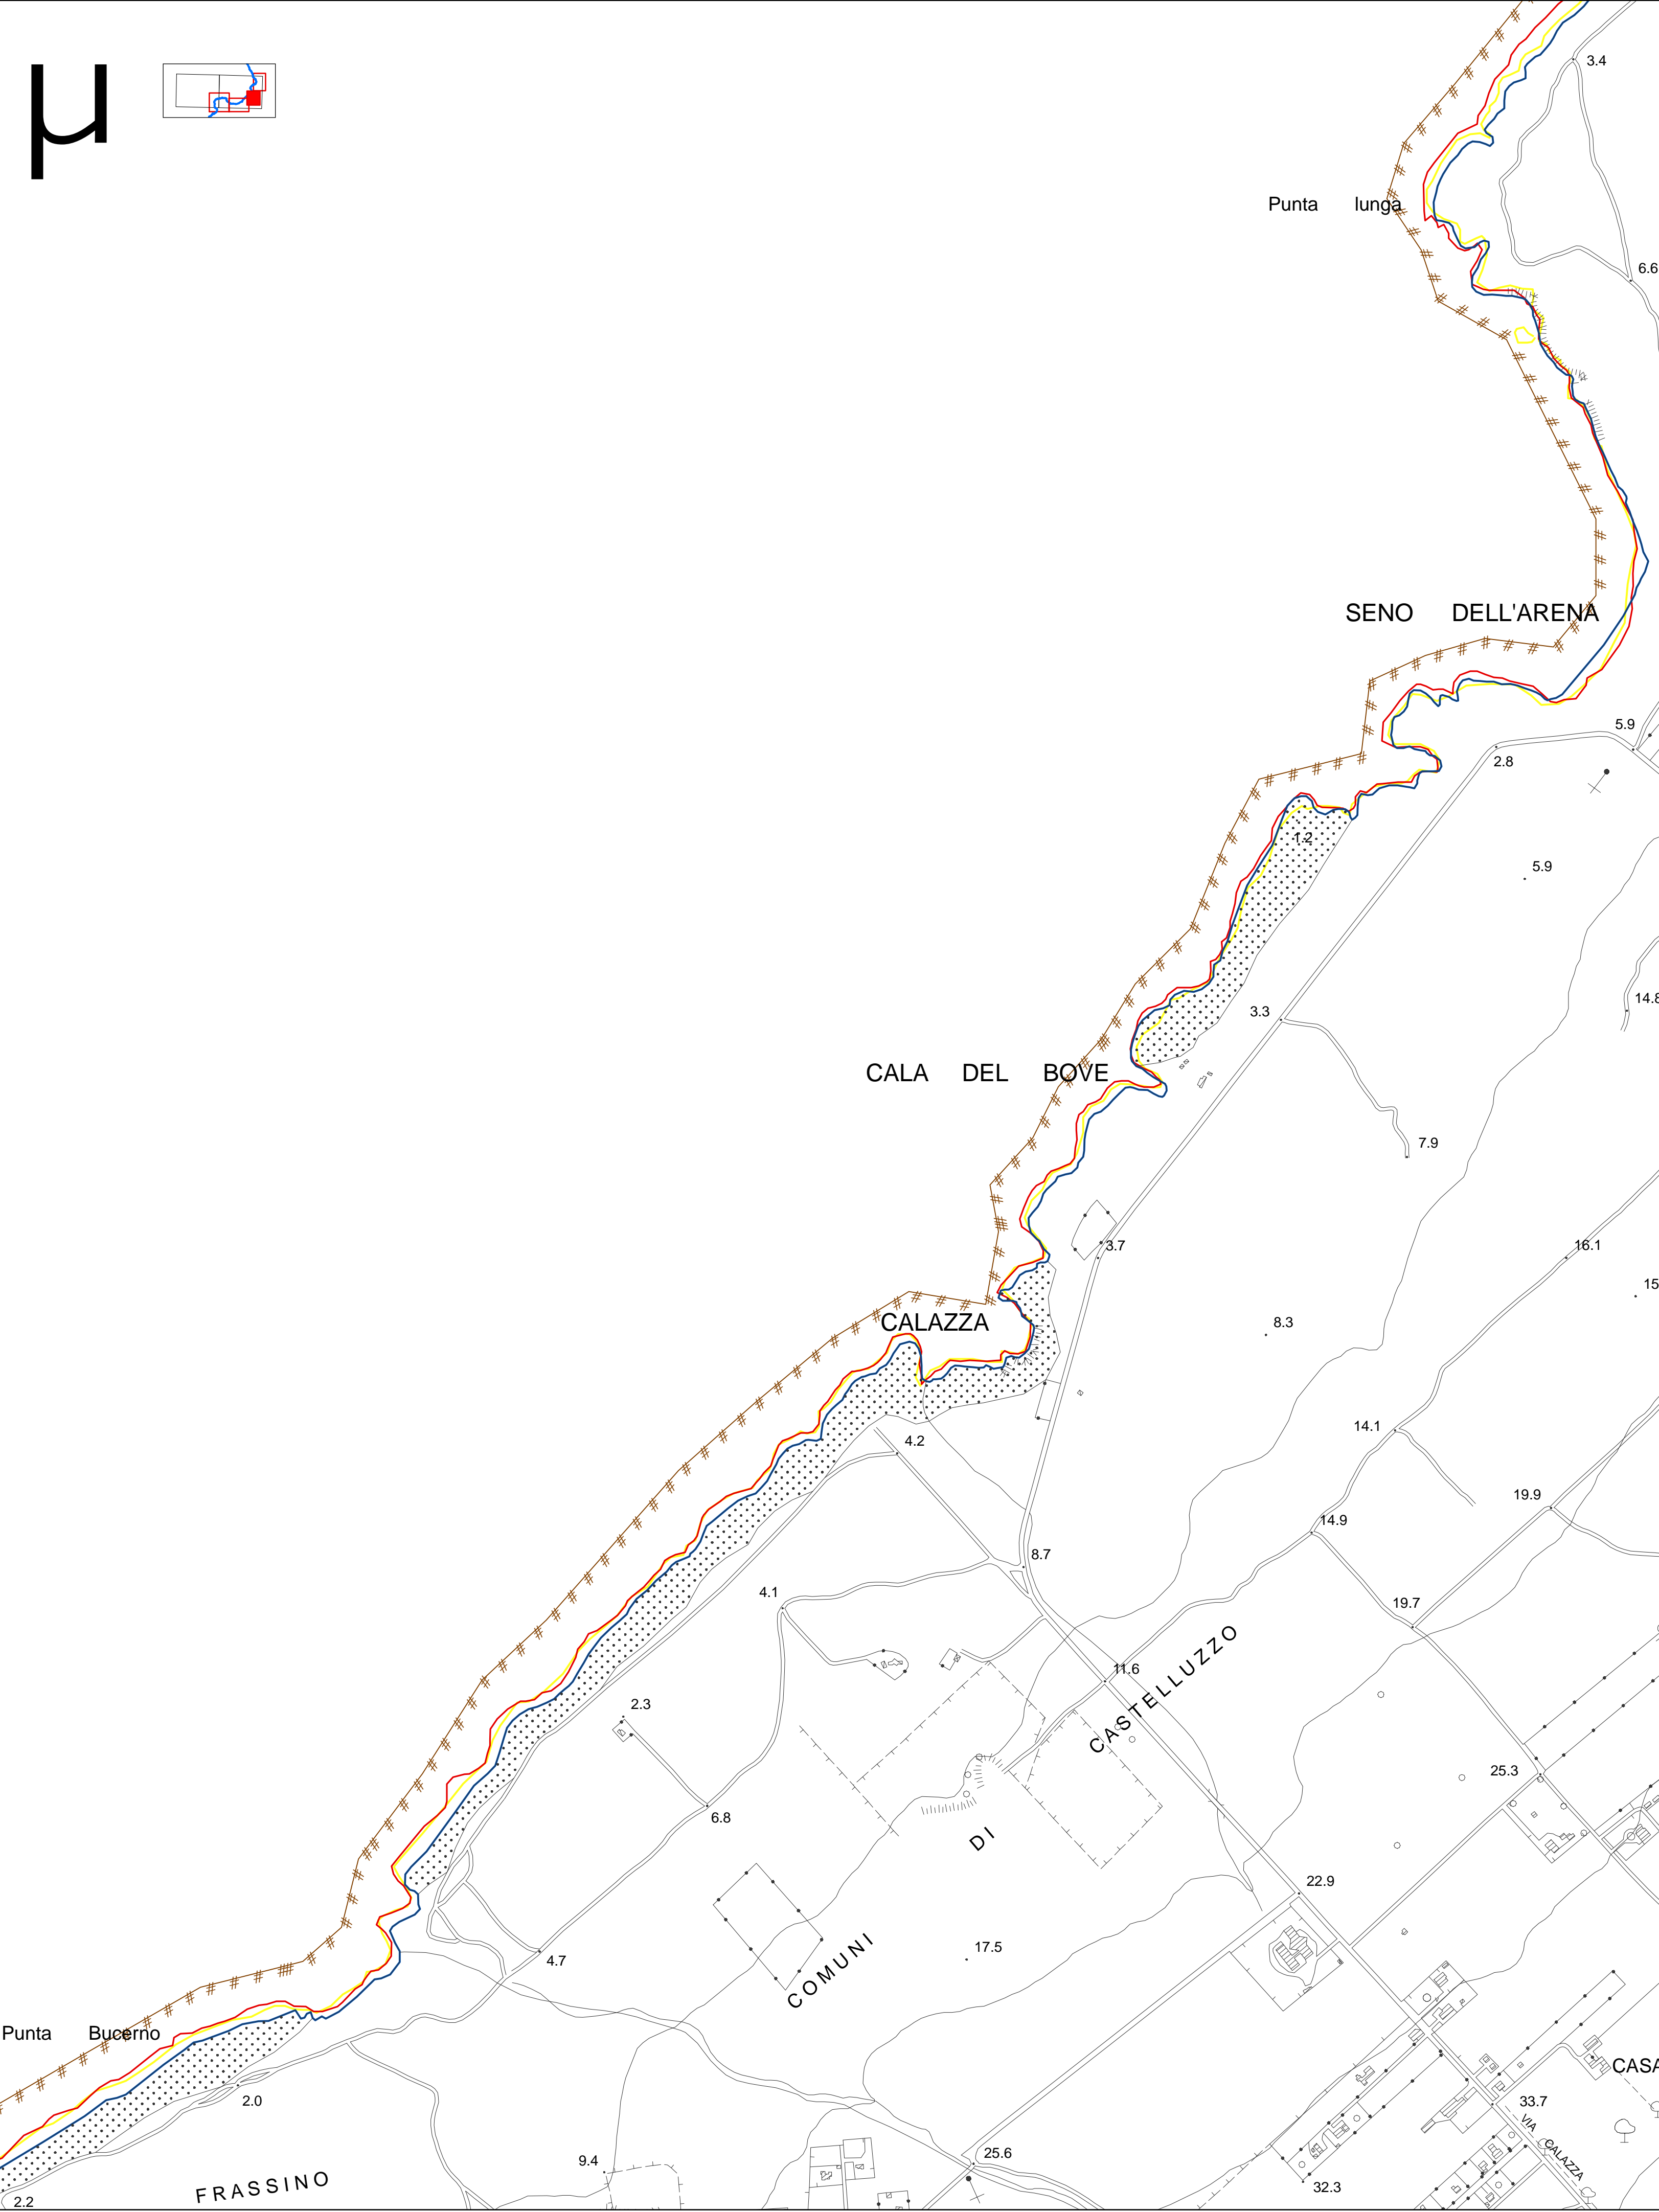 µ
3.4
Punta lunga
6.6
SENO DELL'ARENA
5.9
2.8
1.2
5.9
14.8
3.3
CALA DEL BOVE
7.9
3.7
16.1
15
8.3
CALAZZA
14.1
4.2
19.9
14.9
8.7
4.1
19.7
CASTELLUZZO
11.6
2.3
25.3
6.8
DI
22.9
COMUNI
17.5
4.7
Punta Bucerno
CASA
2.0
33.7
VIA CALAZZA
25.6
9.4
32.3
FRASSINO
2.2